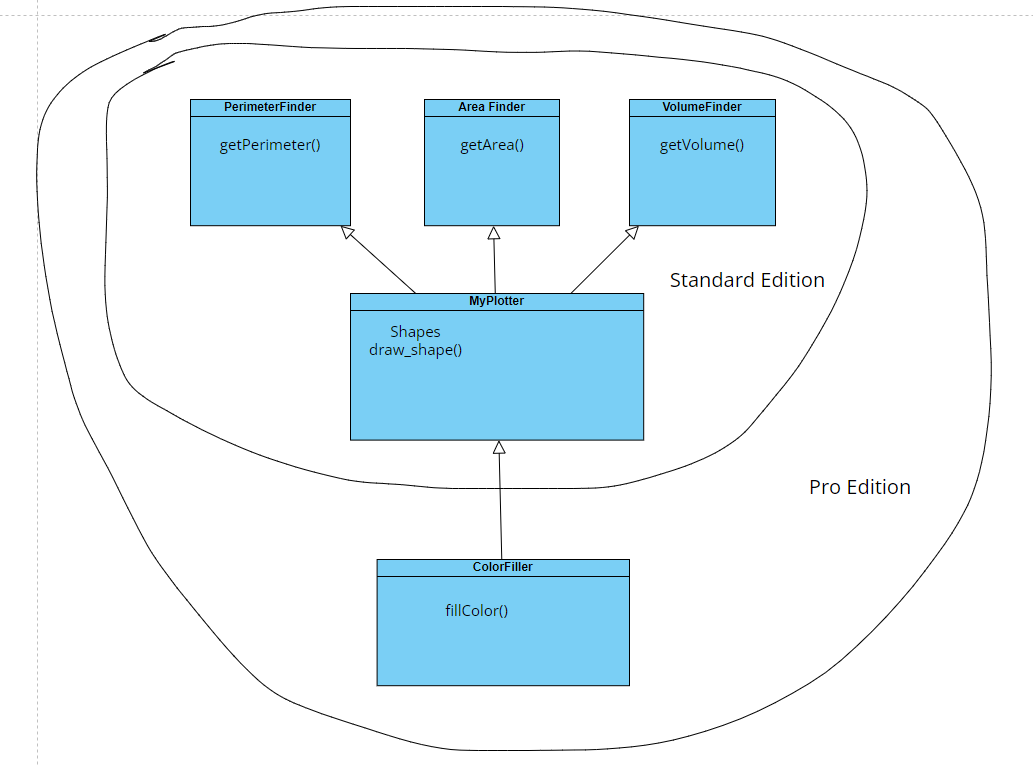 PerimeterFinder
getPerimeter()
Area Finder
getArea()
VolumeFinder
getVolume()
Standard Edition
MyPlotter
Shapes
draw_shape()
Pro Edition
ColorFiller
fillColor()